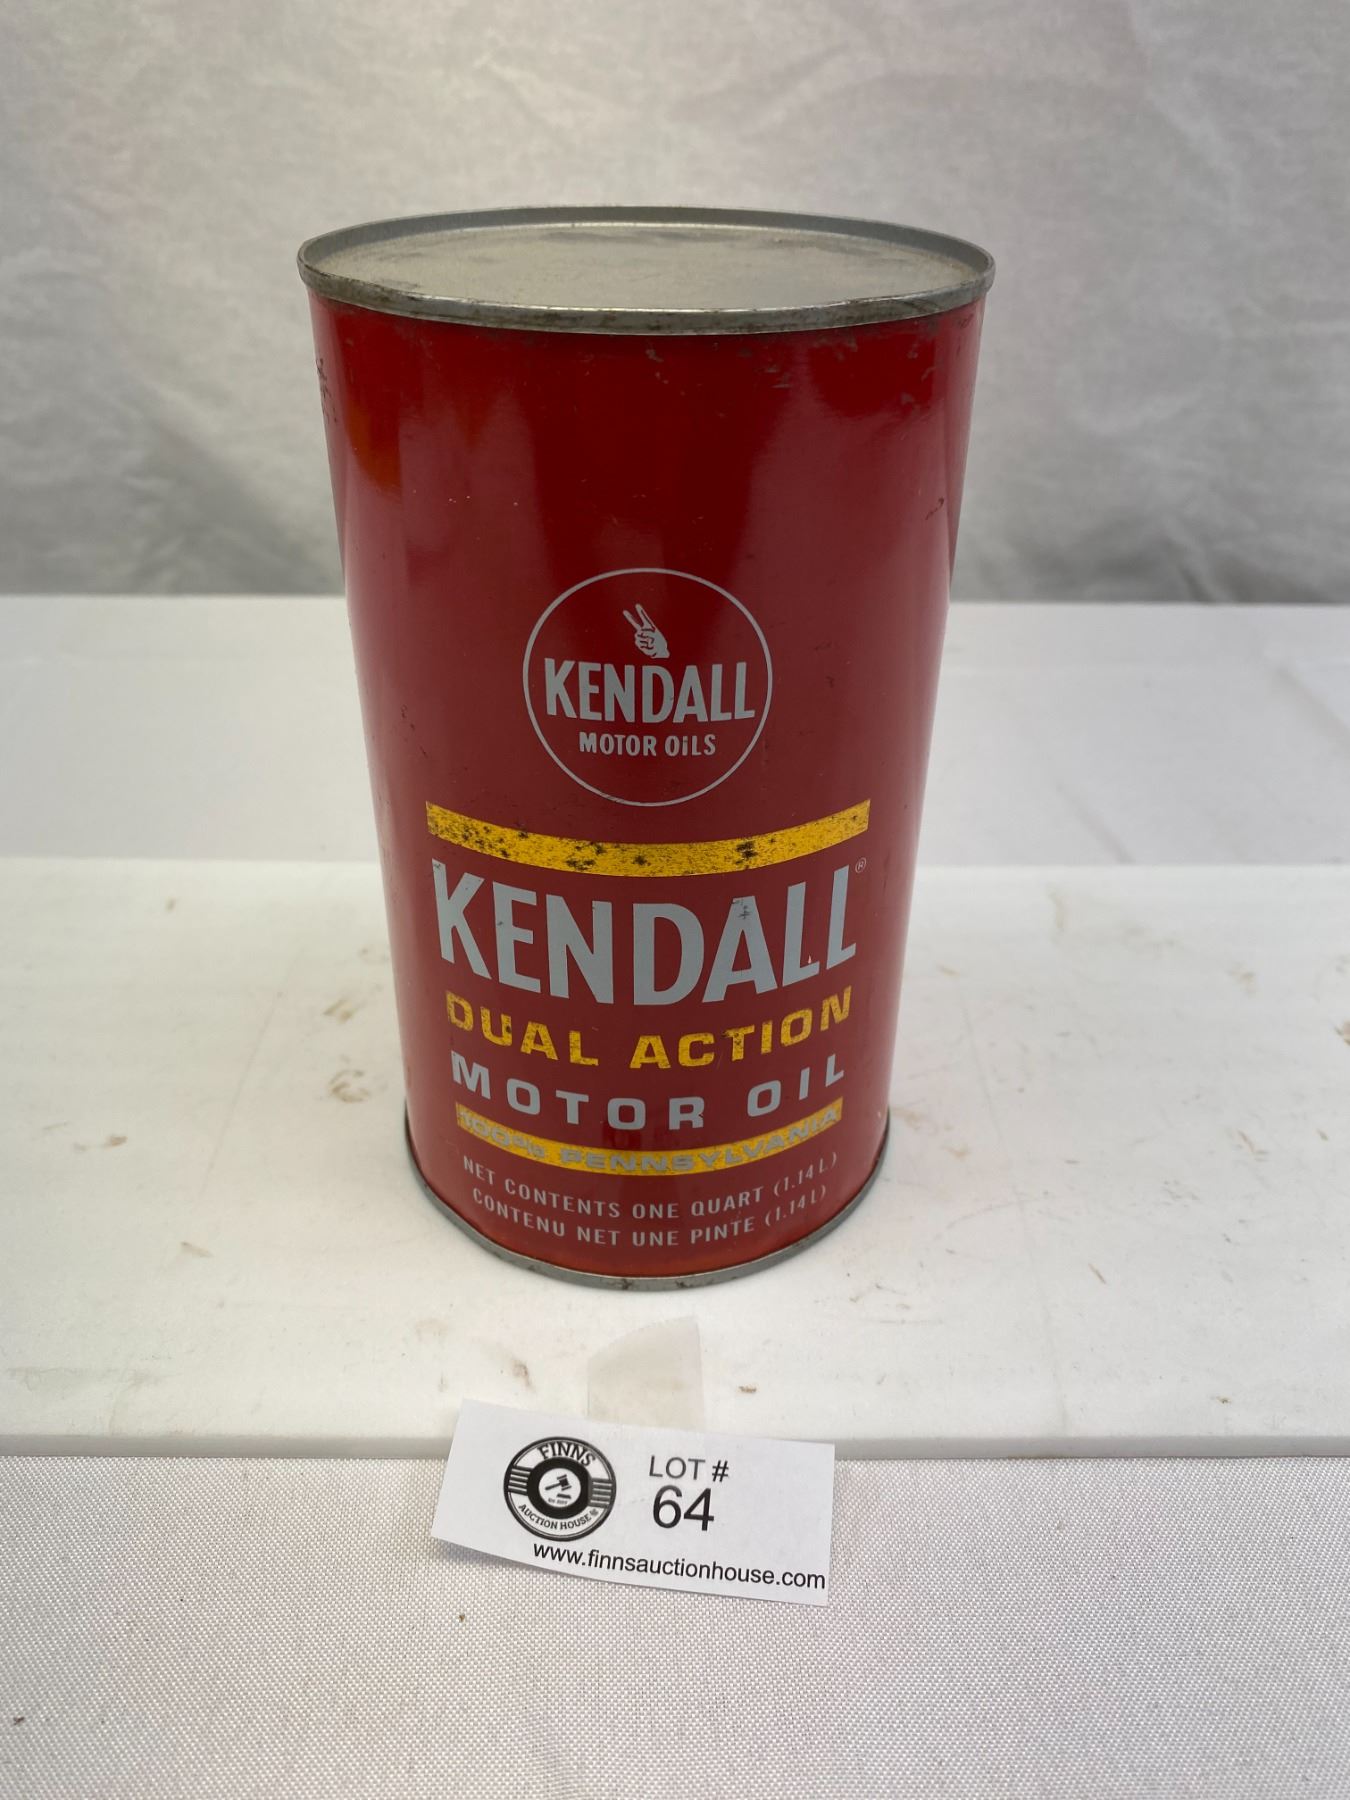 KENDALL
MOTOR OiLS
KENDALL®
DUAL ACTION
MOTOR OIL
100% PENNSYLVANIA
NET CONTENTS ONE QUART (1.14 L)
CONTENU NET UNE PINTE (1.14 L)
FINNS
AUCTION HOUSE
LOT #
64
www.finnsauctionhouse.com